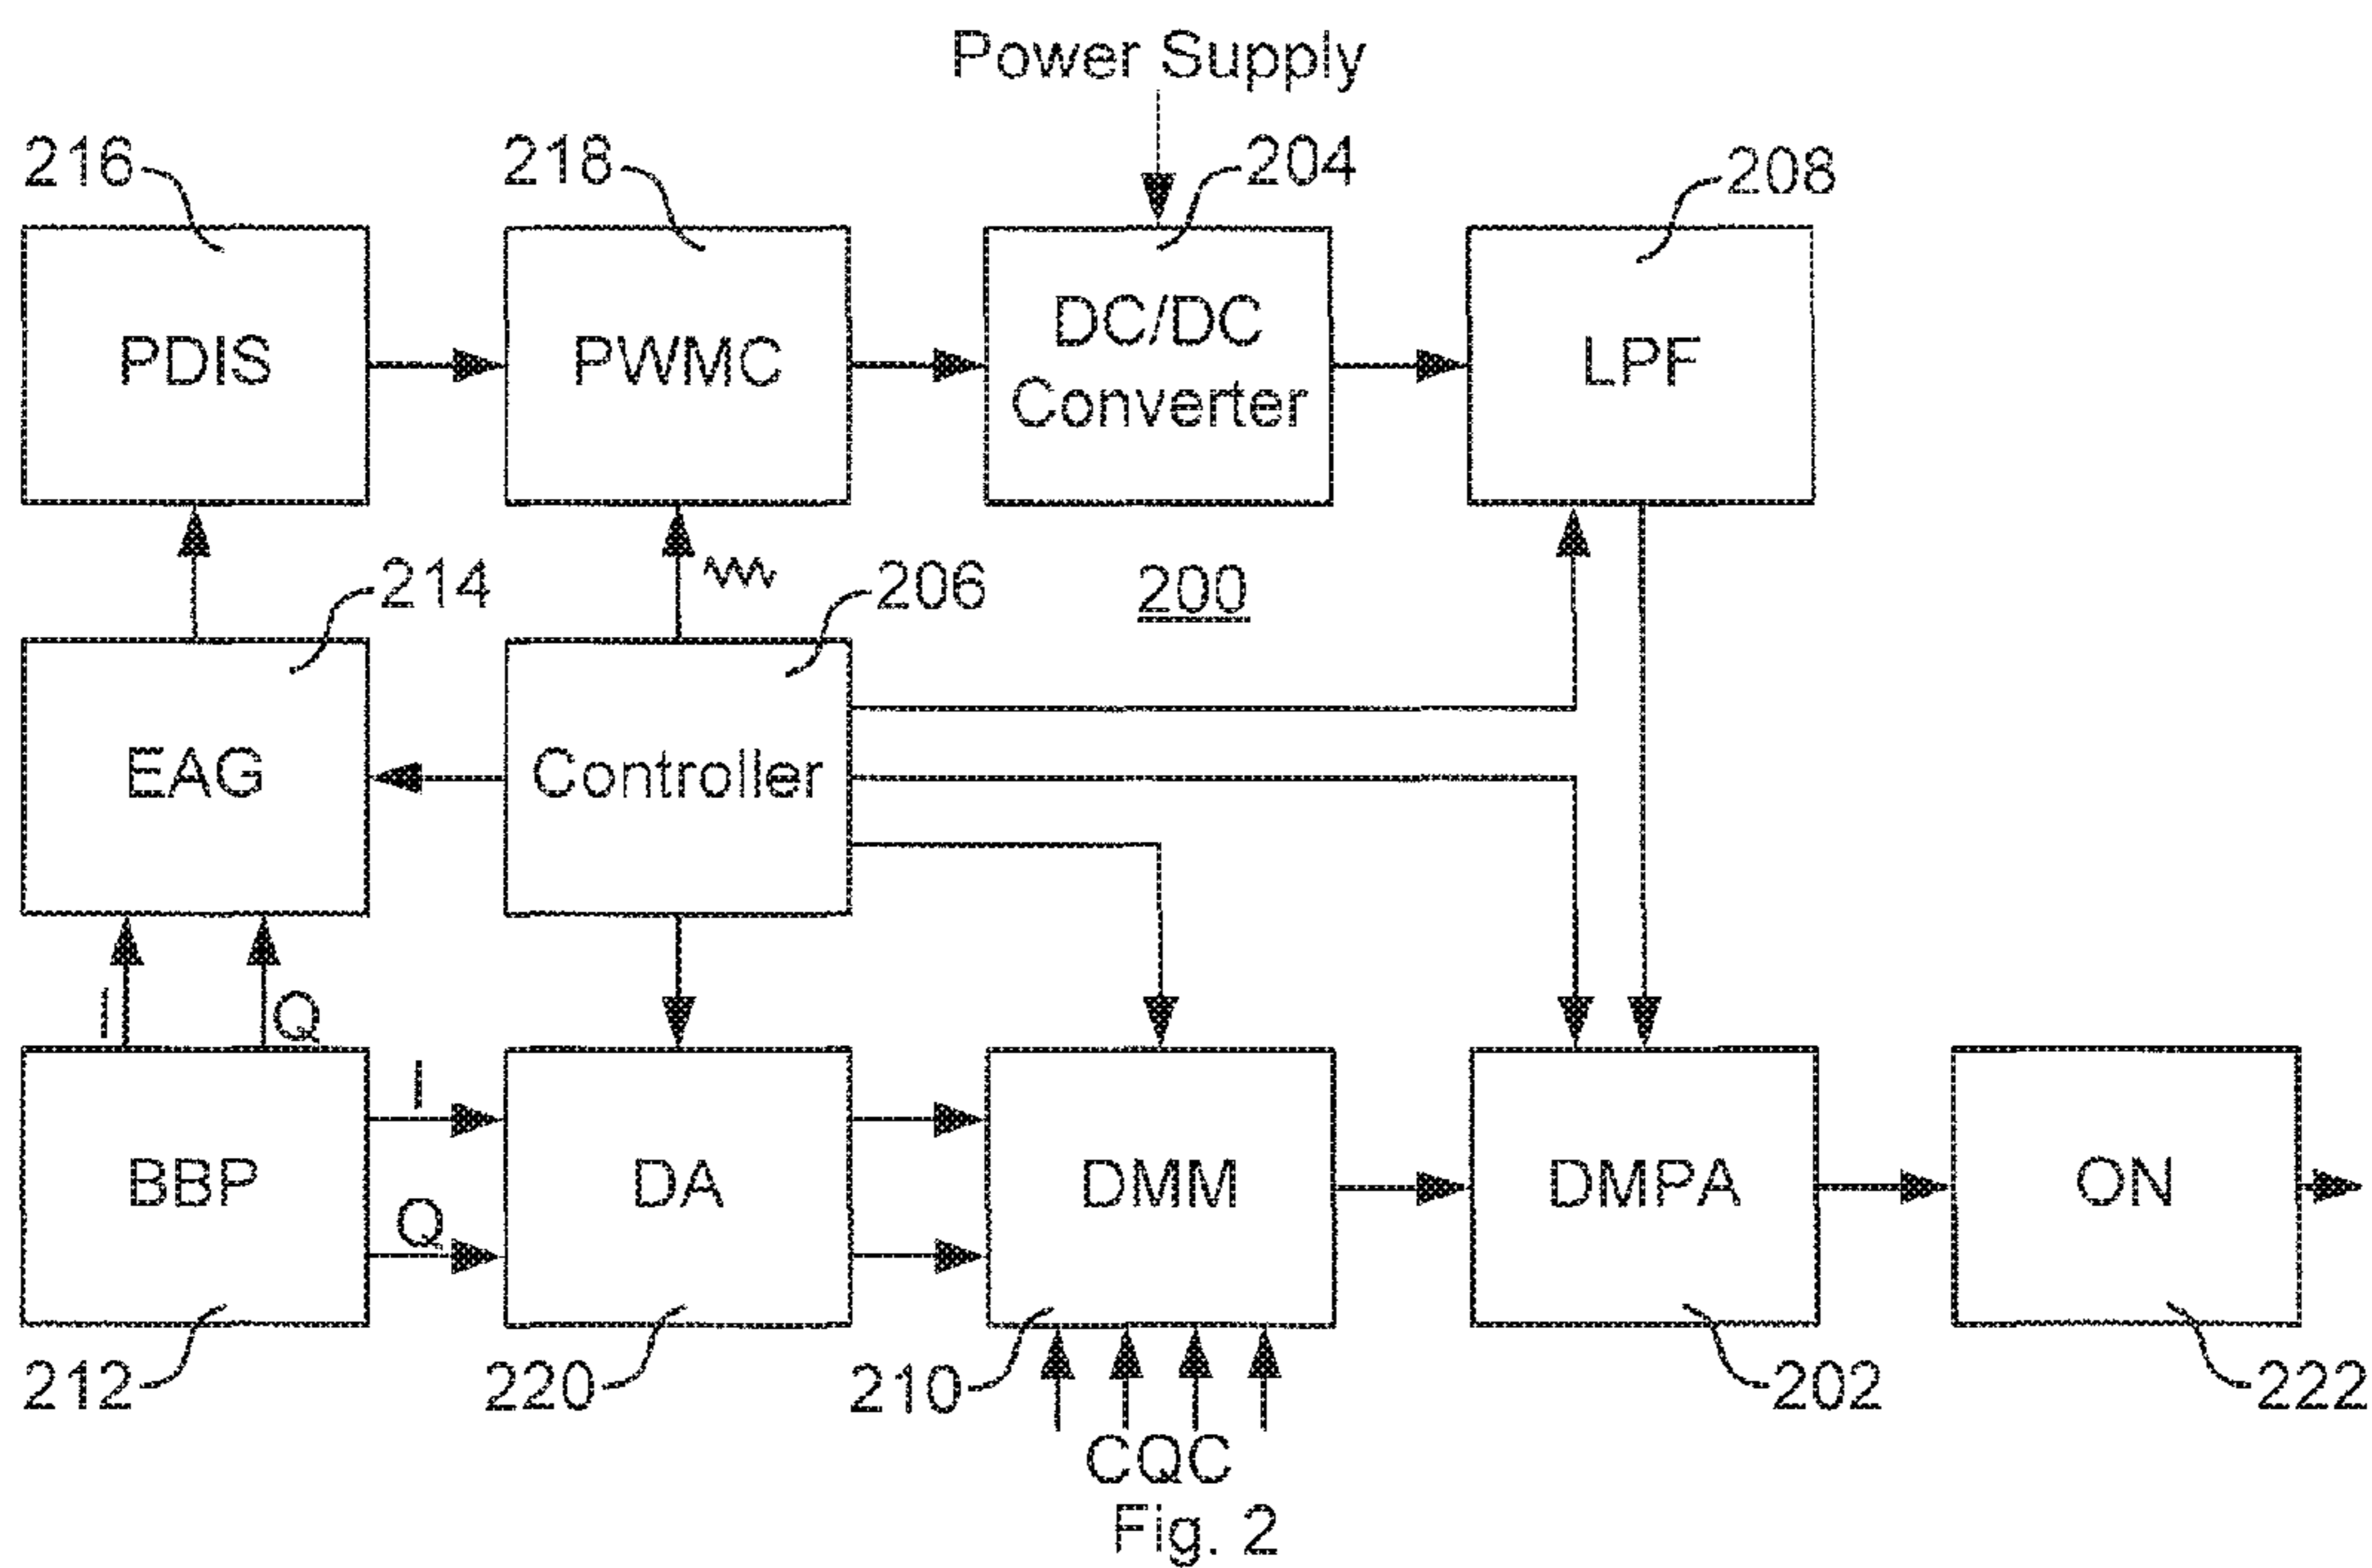 Power Supply
216
218
204
208
PDIS
PWMC
DC/DC
Converter
LPF
214
206
200
EAG
Controller
I
Q
I
Q
BBP
DA
DMM
DMPA
ON
212
220
210
202
222
CQC
Fig. 2